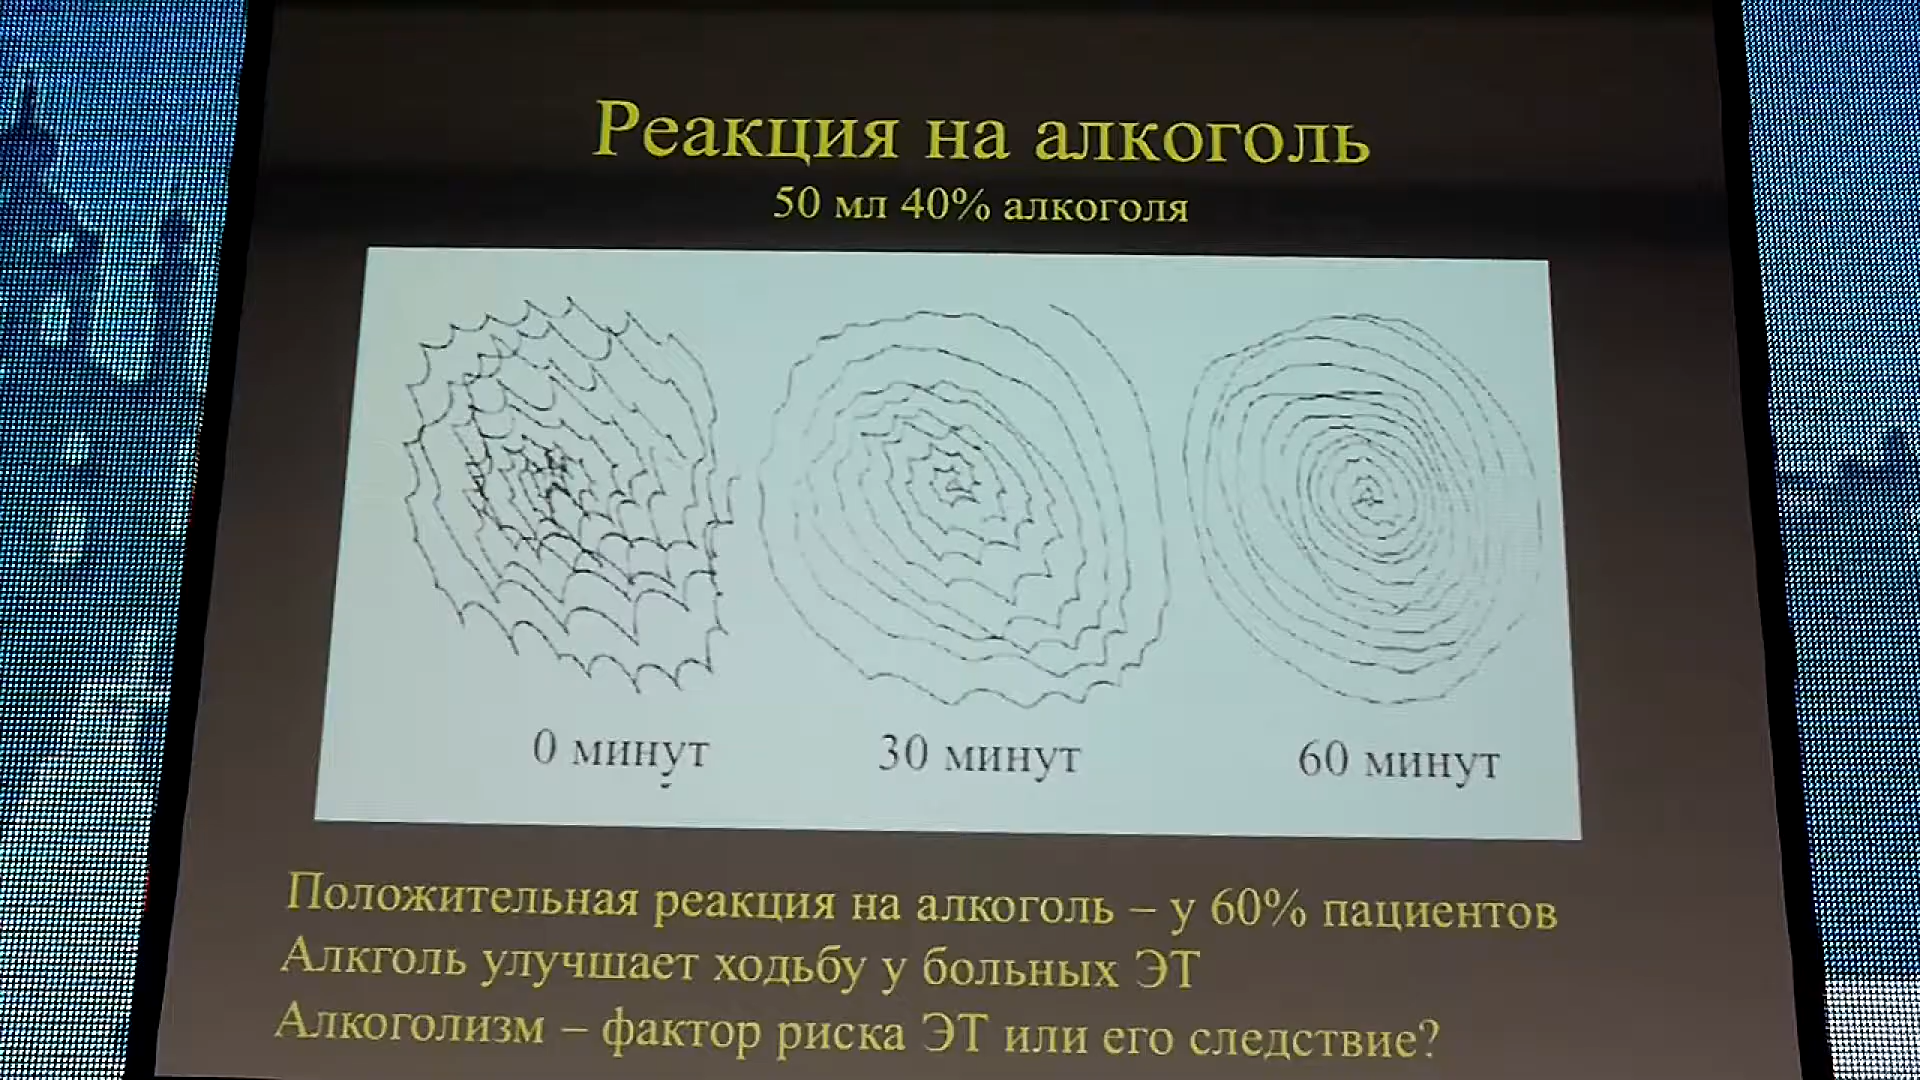 Реакция на алкоголь
50 мл 40% алкоголя
0 минут
30 минут
60 минут
Положительная реакция на алкоголь – у 60% пациентов
Алкголь улучшает ходьбу у больных ЭТ
Алкоголизм – фактор риска ЭТ или его следствие?